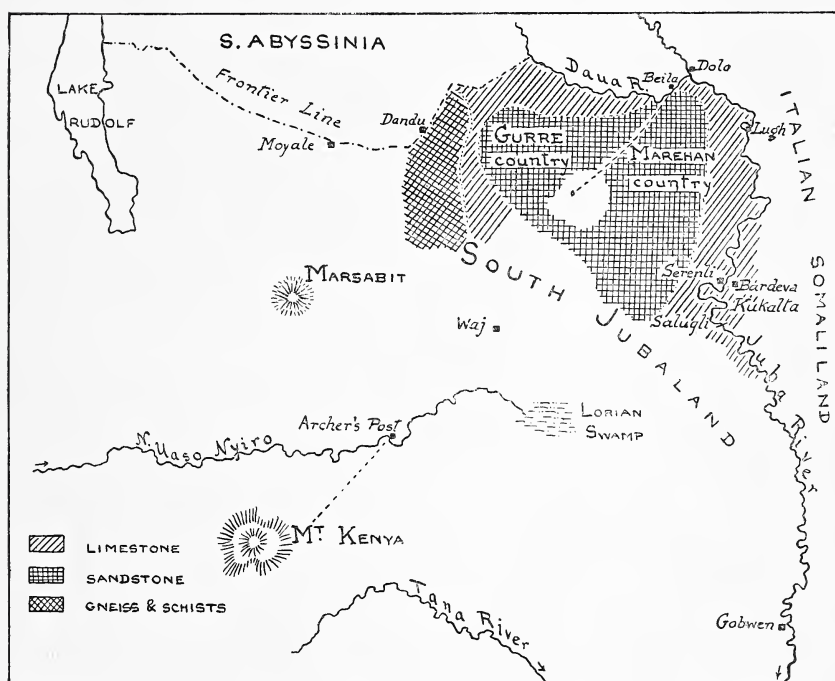 S. ABYSSINIA
Daua R.
Dolo
Beila
LAKE
RUDOLF
Frontier Line
Dandu
Moyale
GURRE
country
MAREHAN
country
Lugh
ITALIAN
SOMALILAND
MARSABIT
SOUTH JUBALAND
Serenli
Bardeva
Kukalta
Salugli
Waj
Juba River
Archer's Post
LORIAN
SWAMP
N. Uaso Nyiro
MT. KENYA
LIMESTONE
SANDSTONE
GNEISS & SCHISTS
Tana River
Gobwen